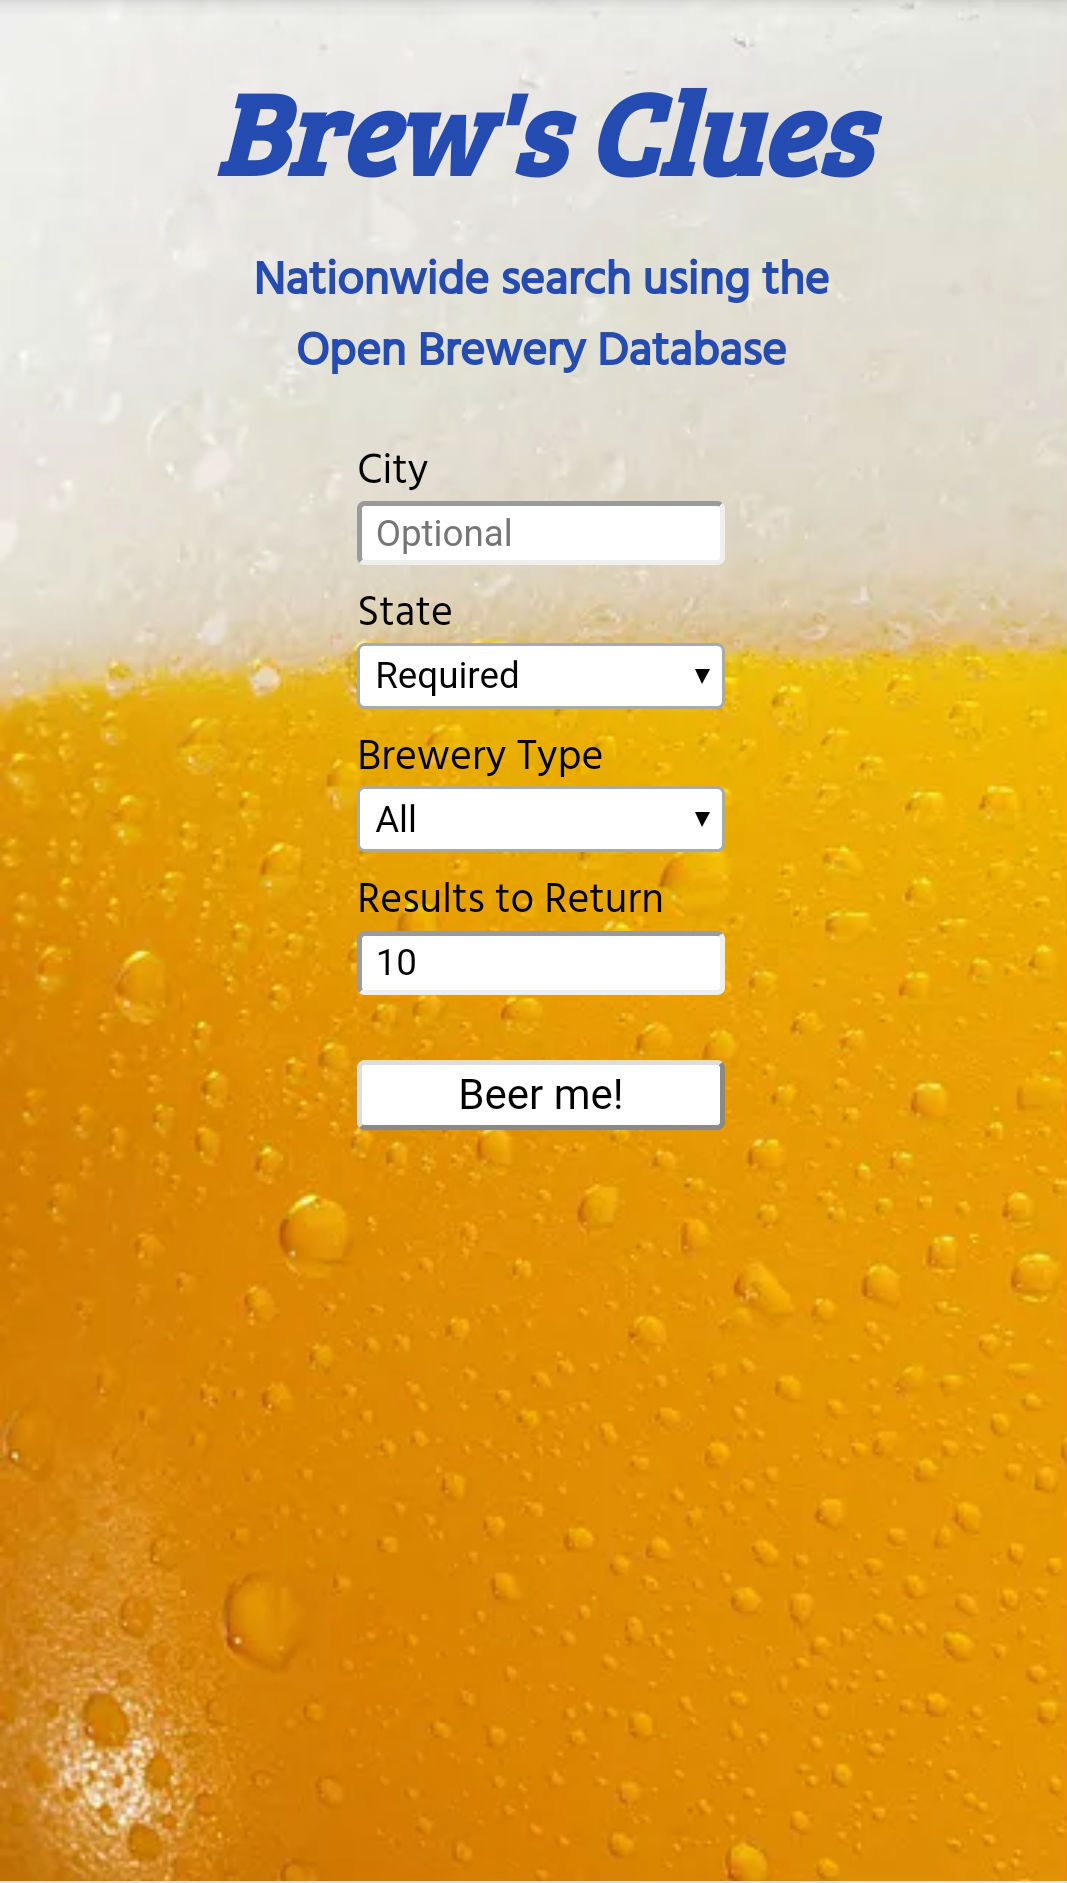 Brew's Clues
Nationwide search using the
Open Brewery Database
City
Optional
State
Required
Brewery Type
All
Results to Return
10
Beer me!